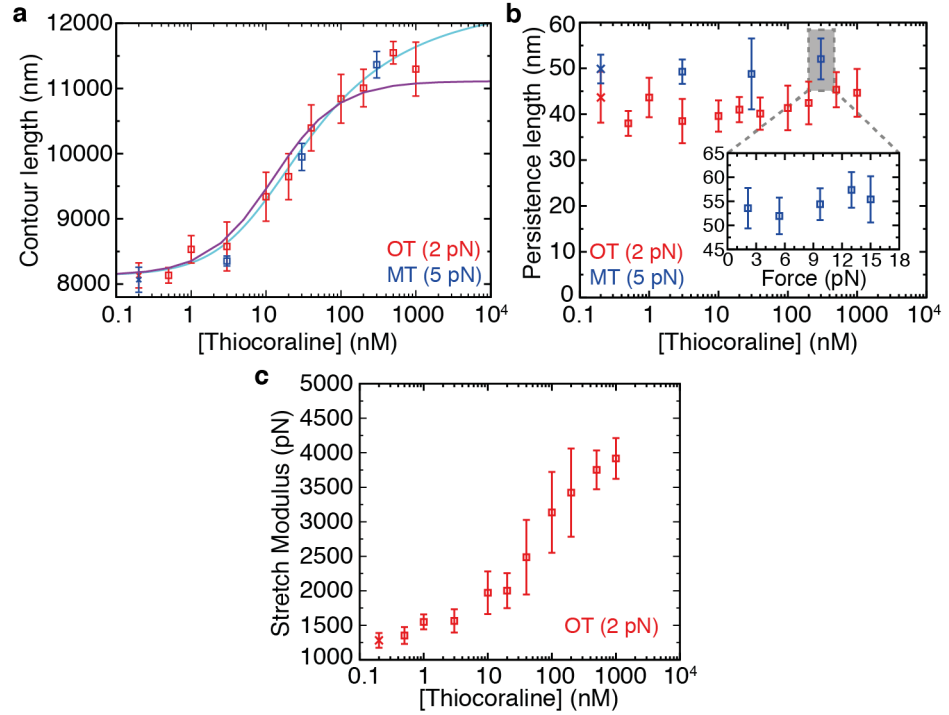 a
12000
11000
10000
9000
8000
Contour length (nm)
OT (2 pN)
MT (5 pN)
0.1 1 10 100 1000 10⁴
[Thiocoraline] (nM)
b
60
50
40
30
20
10
0
Persistence length (nm)
65
60
55
50
45
0 3 6 9 12 15 18
Force (pN)
OT (2 pN)
MT (5 pN)
0.1 1 10 100 1000 10⁴
[Thiocoraline] (nM)
c
5000
4500
4000
3500
3000
2500
2000
1500
1000
Stretch Modulus (pN)
OT (2 pN)
0.1 1 10 100 1000 10⁴
[Thiocoraline] (nM)